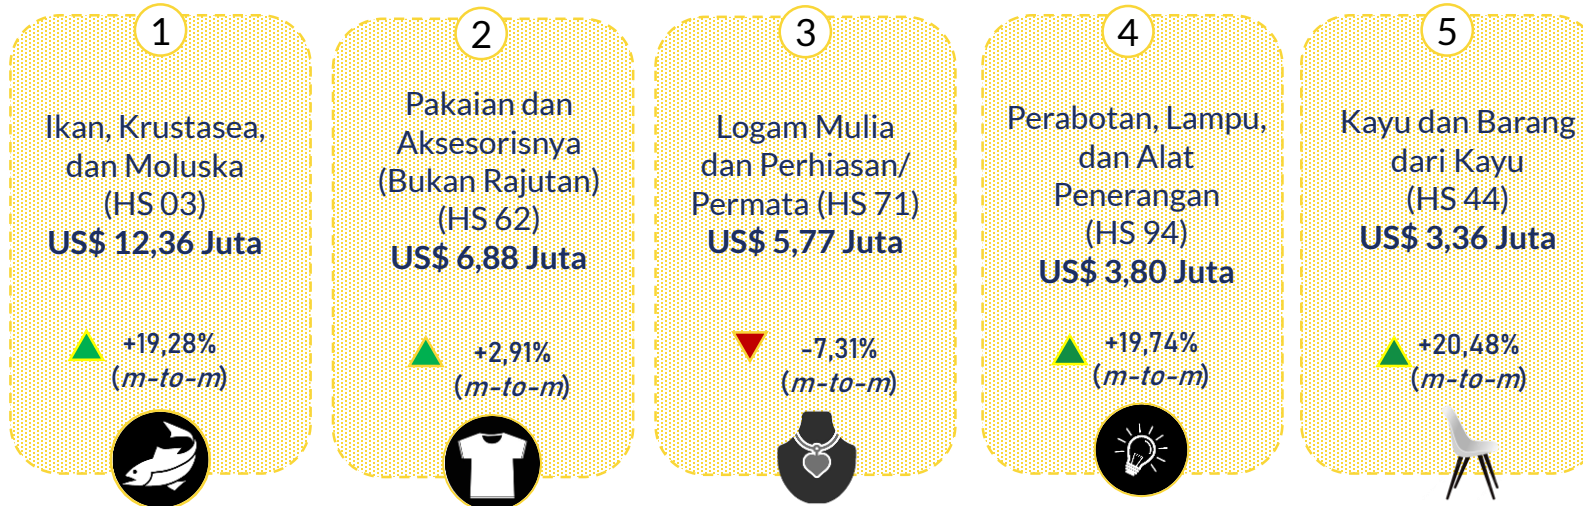 1
Ikan, Krustasea,
dan Moluska
(HS 03)
US$ 12,36 Juta
+19,28%
(m-to-m)
2
Pakaian dan
Aksesorisnya
(Bukan Rajutan)
(HS 62)
US$ 6,88 Juta
+2,91%
(m-to-m)
3
Logam Mulia
dan Perhiasan/
Permata (HS 71)
US$ 5,77 Juta
-7,31%
(m-to-m)
4
Perabotan, Lampu,
dan Alat
Penerangan
(HS 94)
US$ 3,80 Juta
+19,74%
(m-to-m)
5
Kayu dan Barang
dari Kayu
(HS 44)
US$ 3,36 Juta
+20,48%
(m-to-m)